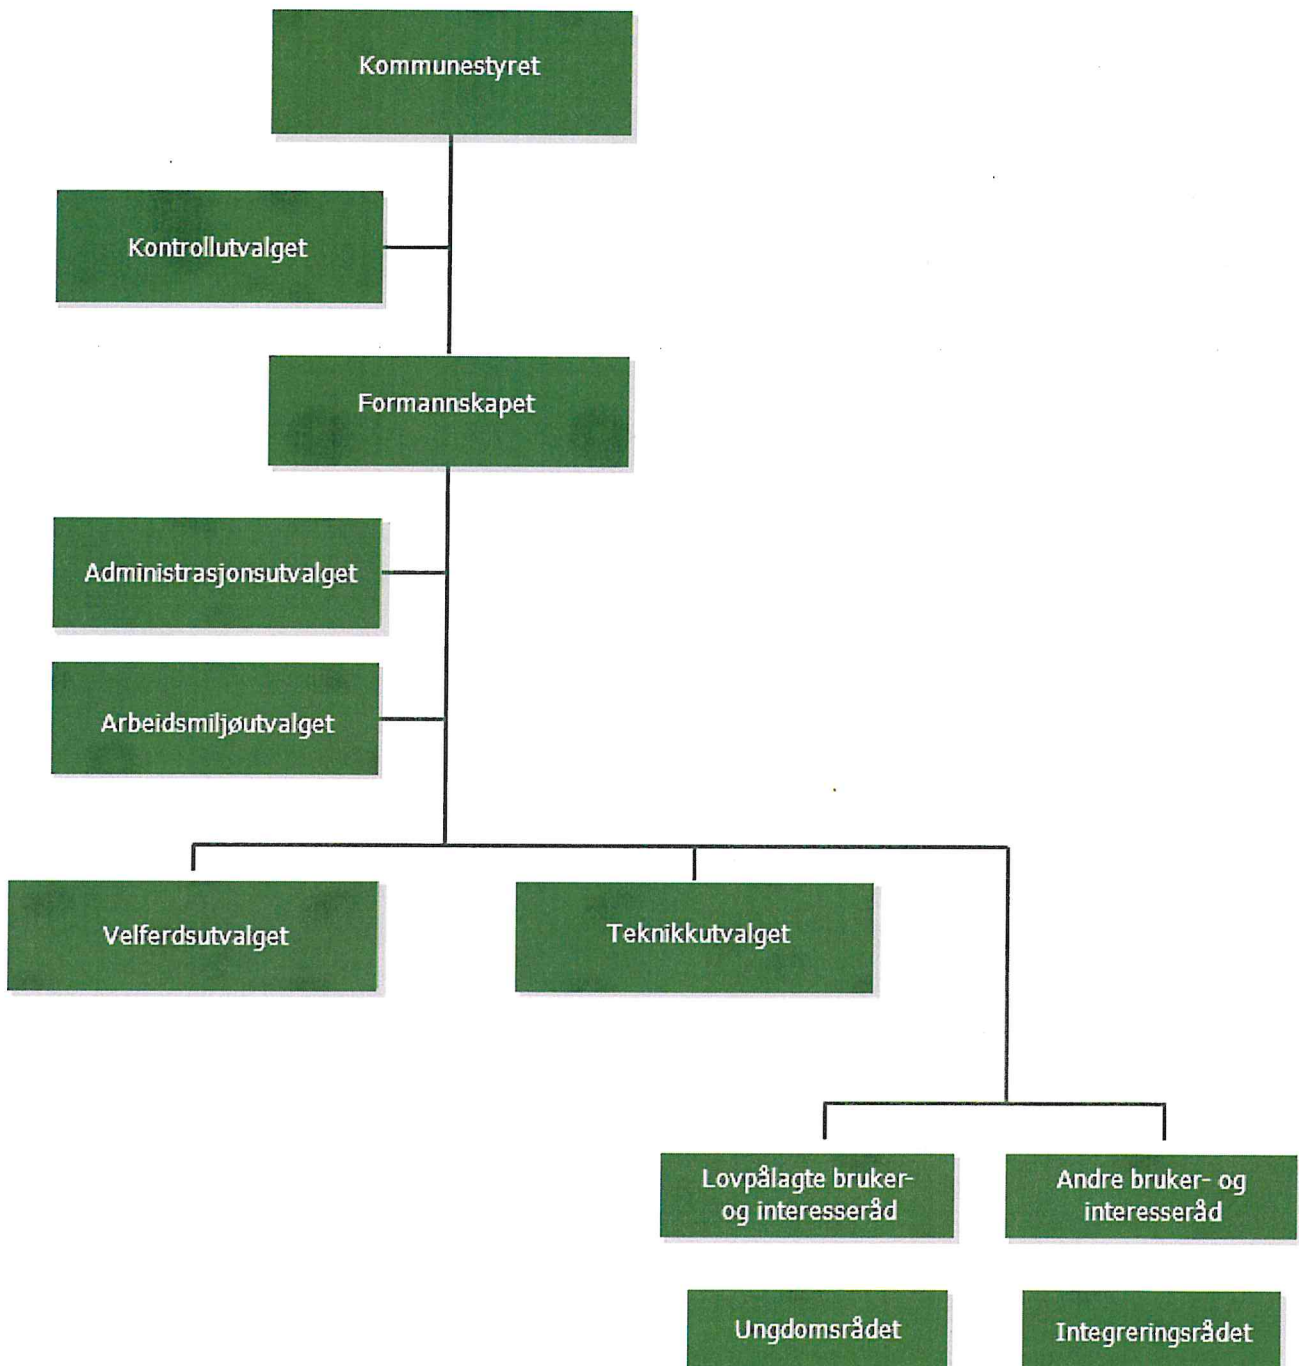 Kommunestyret
Kontrollutvalget
Formannskapet
Administrasjonsutvalget
Arbeidsmiljøutvalget
Velferdsutvalget
Teknikkutvalget
Lovpålagte bruker-
og interesseråd
Andre bruker- og
interesseråd
Ungdomsrådet
Integreringsrådet